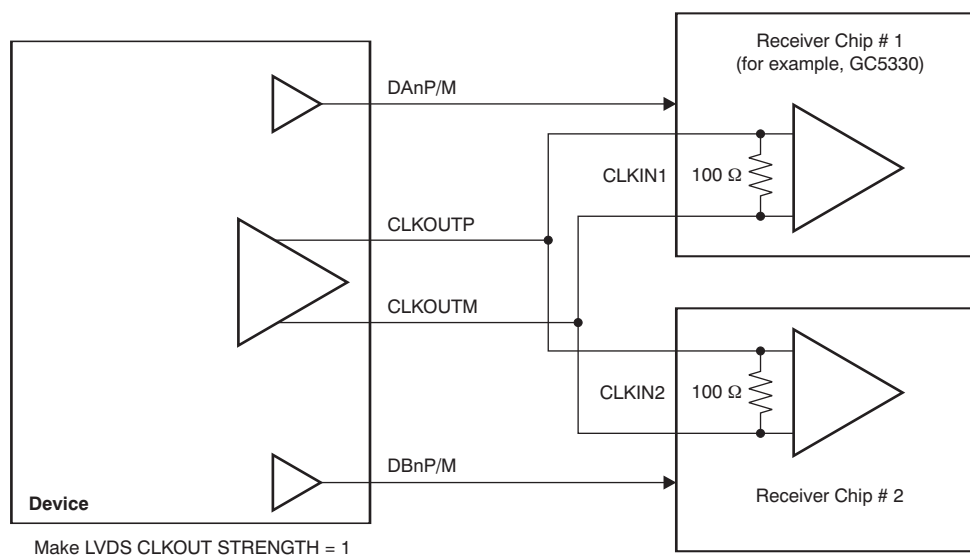 Receiver Chip # 1
(for example, GC5330)
DAnP/M
CLKIN1
100 Ω
CLKOUTP
CLKOUTM
CLKIN2
100 Ω
DBnP/M
Device
Receiver Chip # 2
Make LVDS CLKOUT STRENGTH = 1